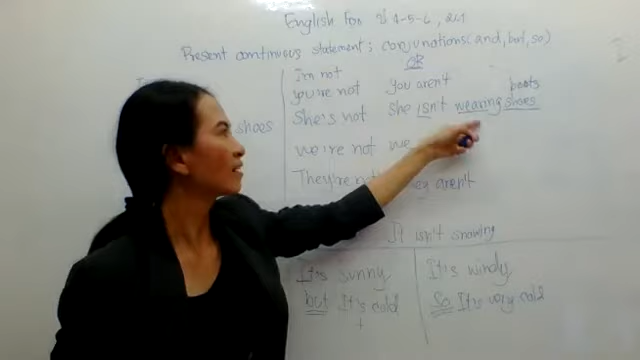 English For
Present continuous statement; conjunations (and, but, so)
I'm not OR
you're not you aren't boots
She's not she isn't wearing shoes
shoes
we're not we
They're not aren't
It isn't snowing
It's sunny It's windy
but It's cold So It's very cold
+